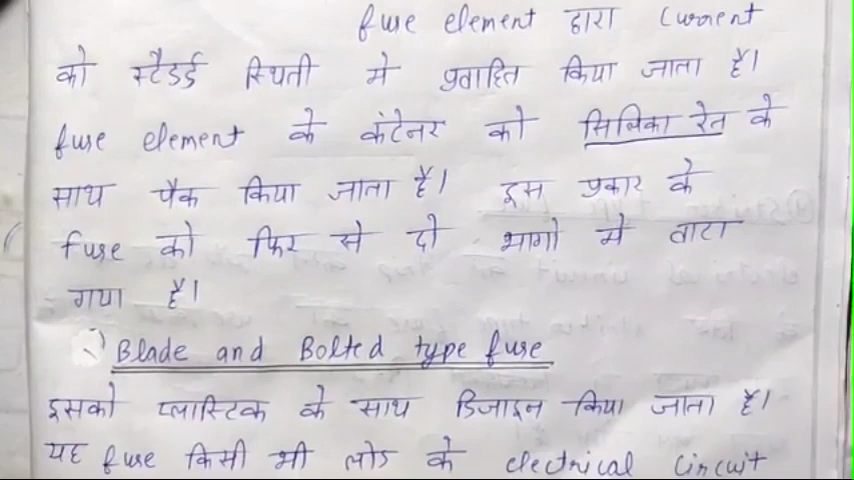 fuse element द्वारा current
को स्टैडर्ड स्थिती मे प्रवाहित किया जाता है।
fuse element के कंटेनर को सिलिका रेत के
साथ पैक किया जाता है। इस प्रकार के
fuse को फिर से दो भागो मे बाटा
गया है।
Blade and Bolted type fuse
इसको प्लास्टिक के साथ डिजाइन किया जाता है।
यह fuse किसी भी लोड के electrical circuit